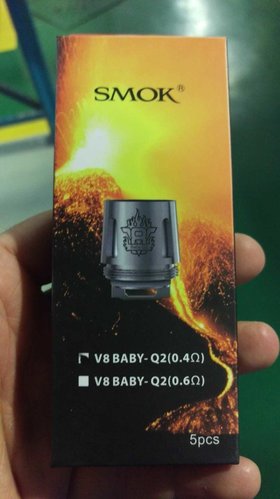 SMOK®
V8 BABY-Q2(0.4Ω)
V8 BABY-Q2(0.6Ω)
5pcs